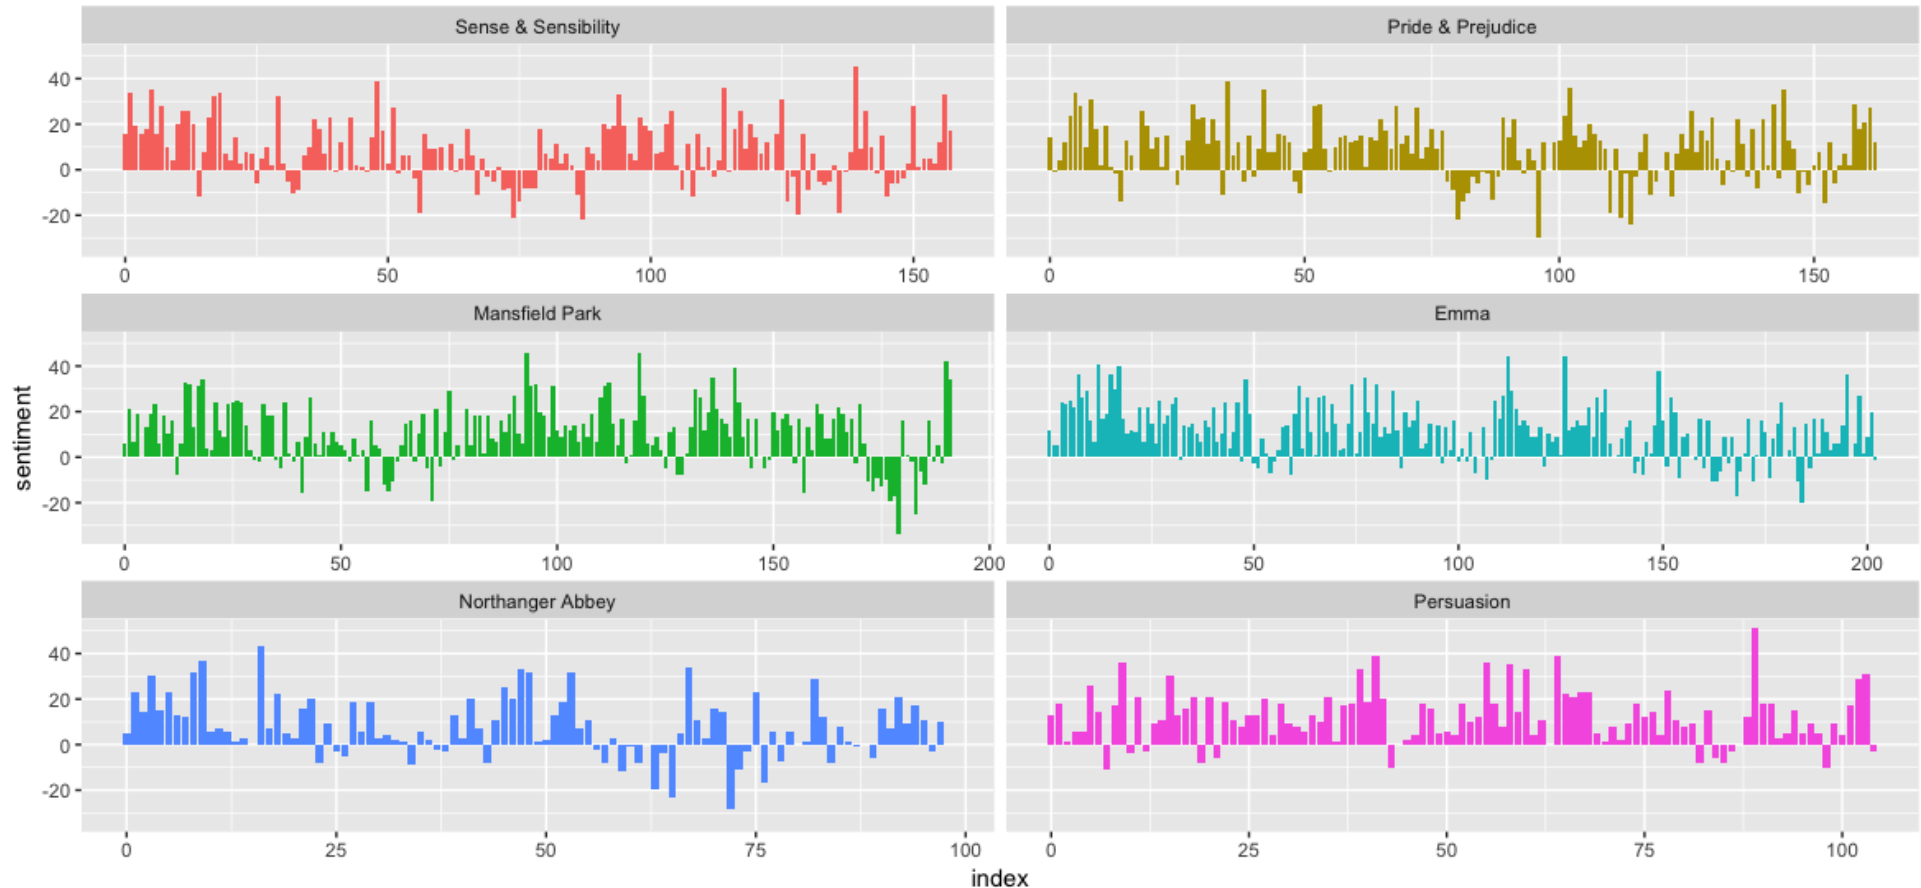 Sense & Sensibility
Pride & Prejudice
40
20
0
-20
0 50 100 150
0 50 100 150
Mansfield Park
Emma
40
20
0
-20
0 50 100 150 200
0 50 100 150 200
Northanger Abbey
Persuasion
40
20
0
-20
0 25 50 75 100
0 25 50 75 100
sentiment
index